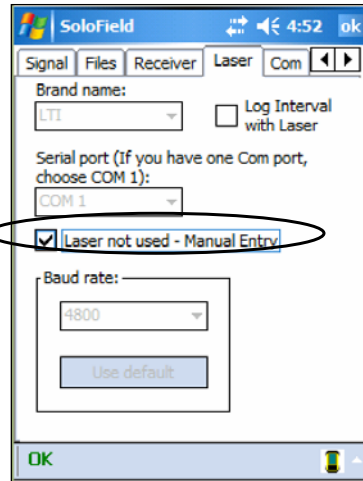 SoloField 4:52 ok
Signal Files Receiver Laser Com
Brand name:
LTI
Log Interval
with Laser
Serial port (If you have
one Com port,
choose COM 1):
COM 1
Laser not used - Manual Entry
Baud rate:
4800
Use default
OK